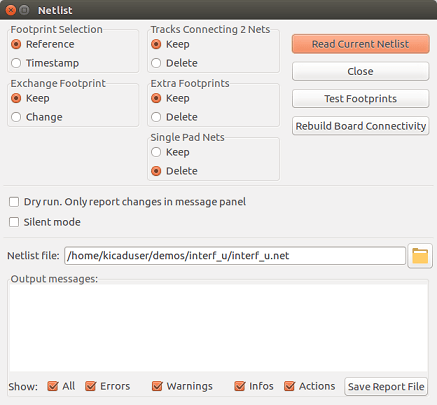 Netlist
Footprint Selection
Reference
Timestamp
Exchange Footprint
Keep
Change
Tracks Connecting 2 Nets
Keep
Delete
Extra Footprints
Keep
Delete
Single Pad Nets
Keep
Delete
Read Current Netlist
Close
Test Footprints
Rebuild Board Connectivity
Dry run. Only report changes in message panel
Silent mode
Netlist file: /home/kicaduser/demos/interf_u/interf_u.net
Output messages:
Show: All Errors Warnings Infos Actions Save Report File